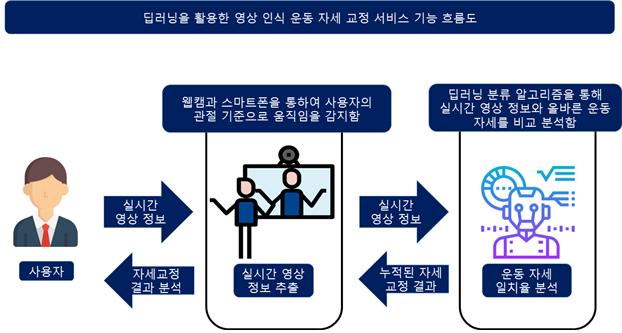 딥러닝을 활용한 영상 인식 운동 자세 교정 서비스 기능 흐름도
웹캠과 스마트폰을 통하여 사용자의
관절 기준으로 움직임을 감지함
딥러닝 분류 알고리즘을 통해
실시간 영상 정보와 올바른 운동
자세를 비교 분석함
실시간
영상 정보
실시간
영상 정보
사용자
자세교정
결과 분석
실시간 영상
정보 추출
누적된 자세
교정 결과
운동 자세
일치율 분석